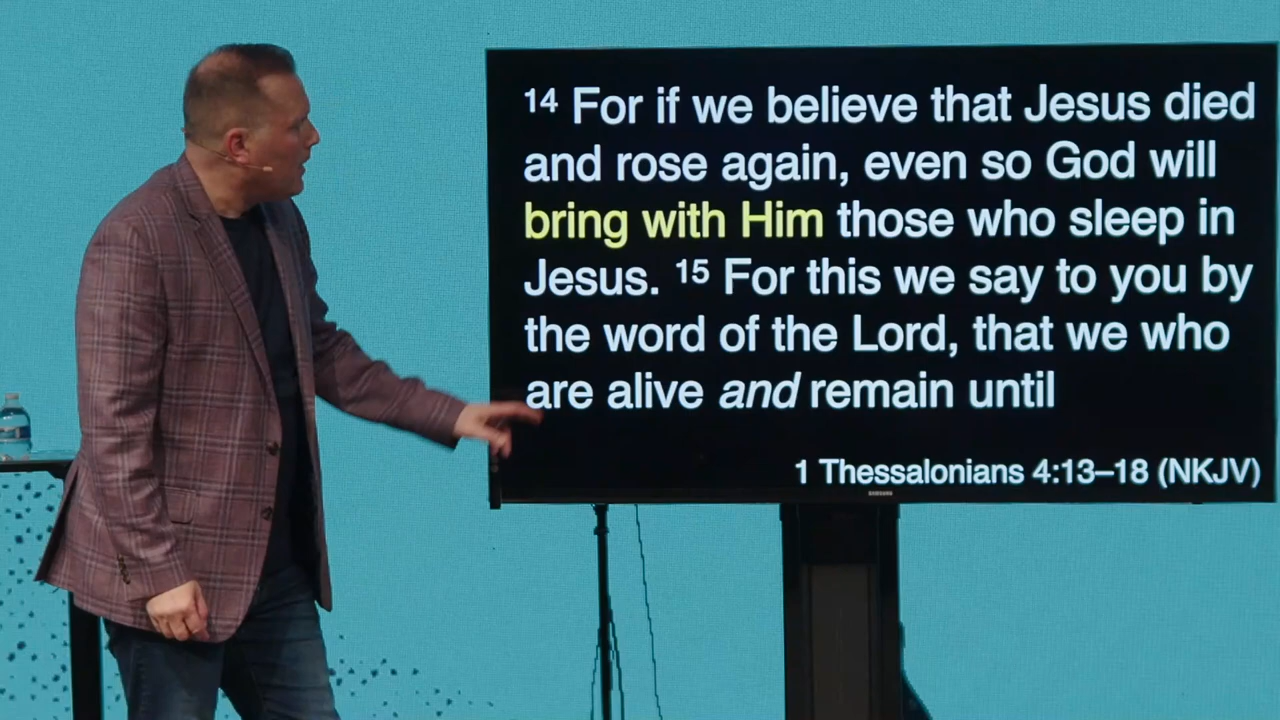 ¹⁴ For if we believe that Jesus died
and rose again, even so God will
bring with Him those who sleep in
Jesus. ¹⁵ For this we say to you by
the word of the Lord, that we who
are alive and remain until
1 Thessalonians 4:13–18 (NKJV)
SAMSUNG